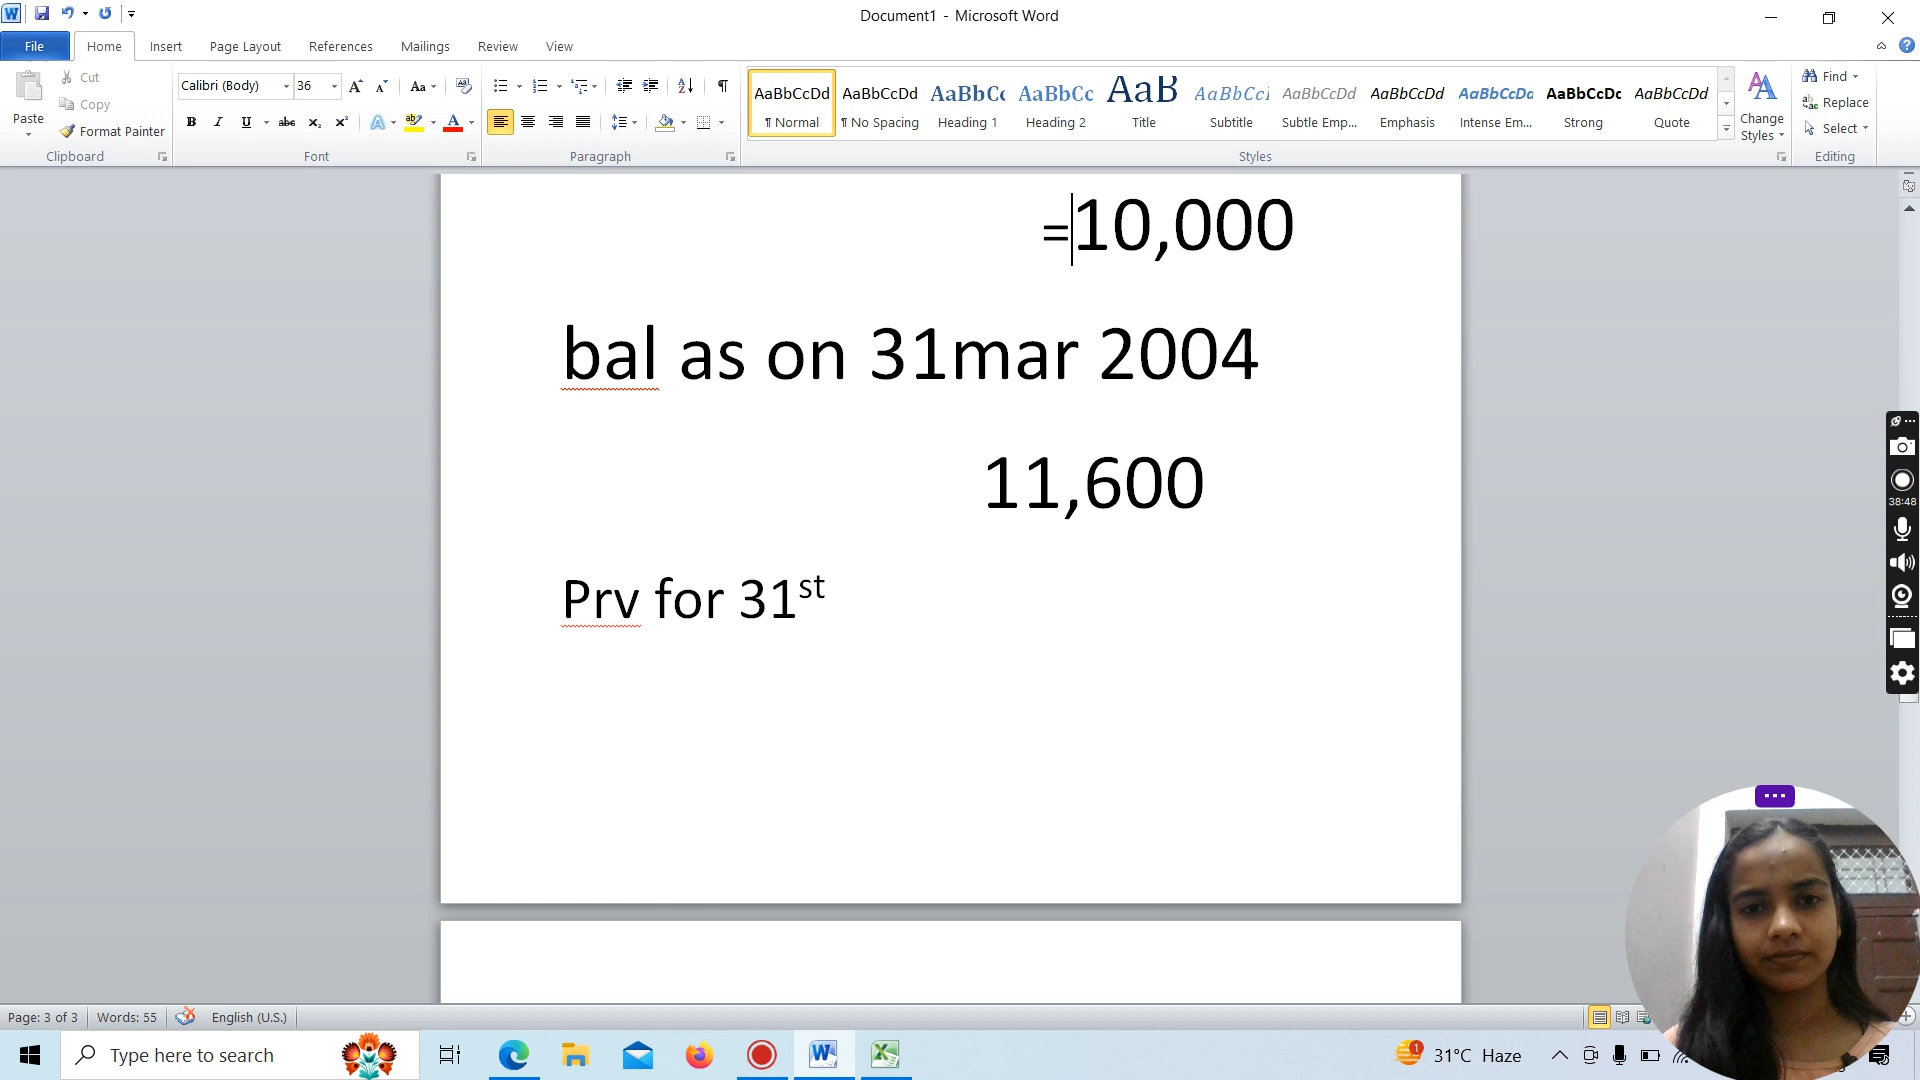 Document1 - Microsoft Word
File Home Insert Page Layout References Mailings Review View
Paste
Cut
Copy
Format Painter
Clipboard
Calibri (Body) 36
Font
Paragraph
AaBbCcDd ¶ Normal
AaBbCcDd ¶ No Spacing
AaBbCc Heading 1
AaBbCc Heading 2
AaB Title
AaBbCcl Subtitle
AaBbCcDd Subtle Emp...
AaBbCcDd Emphasis
AaBbCcDd Intense Em...
AaBbCcDc Strong
AaBbCcDd Quote
Change Styles
Styles
Find
Replace
Select
Editing
=10,000
bal as on 31mar 2004
11,600
Prv for 31st
38:48
Page: 3 of 3 Words: 55 English (U.S.)
Type here to search
31°C Haze